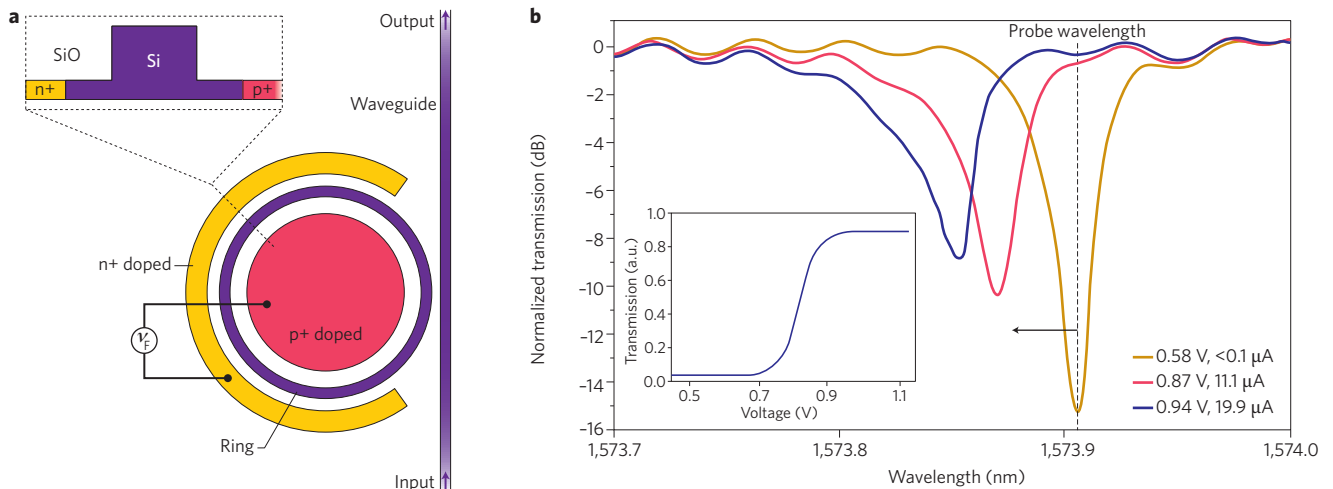 a
SiO
Si
n+
p+
Output
Waveguide
n+ doped
p+ doped
V_F
Ring
Input
b
Probe wavelength
Normalized transmission (dB)
0
−2
−4
−6
−8
−10
−12
−14
−16
1,573.7
1,573.8
1,573.9
1,574.0
Wavelength (nm)
Transmission (a.u.)
1.0
0.8
0.6
0.4
0.2
0.0
0.5
0.7
0.9
1.1
Voltage (V)
0.58 V, <0.1 µA
0.87 V, 11.1 µA
0.94 V, 19.9 µA